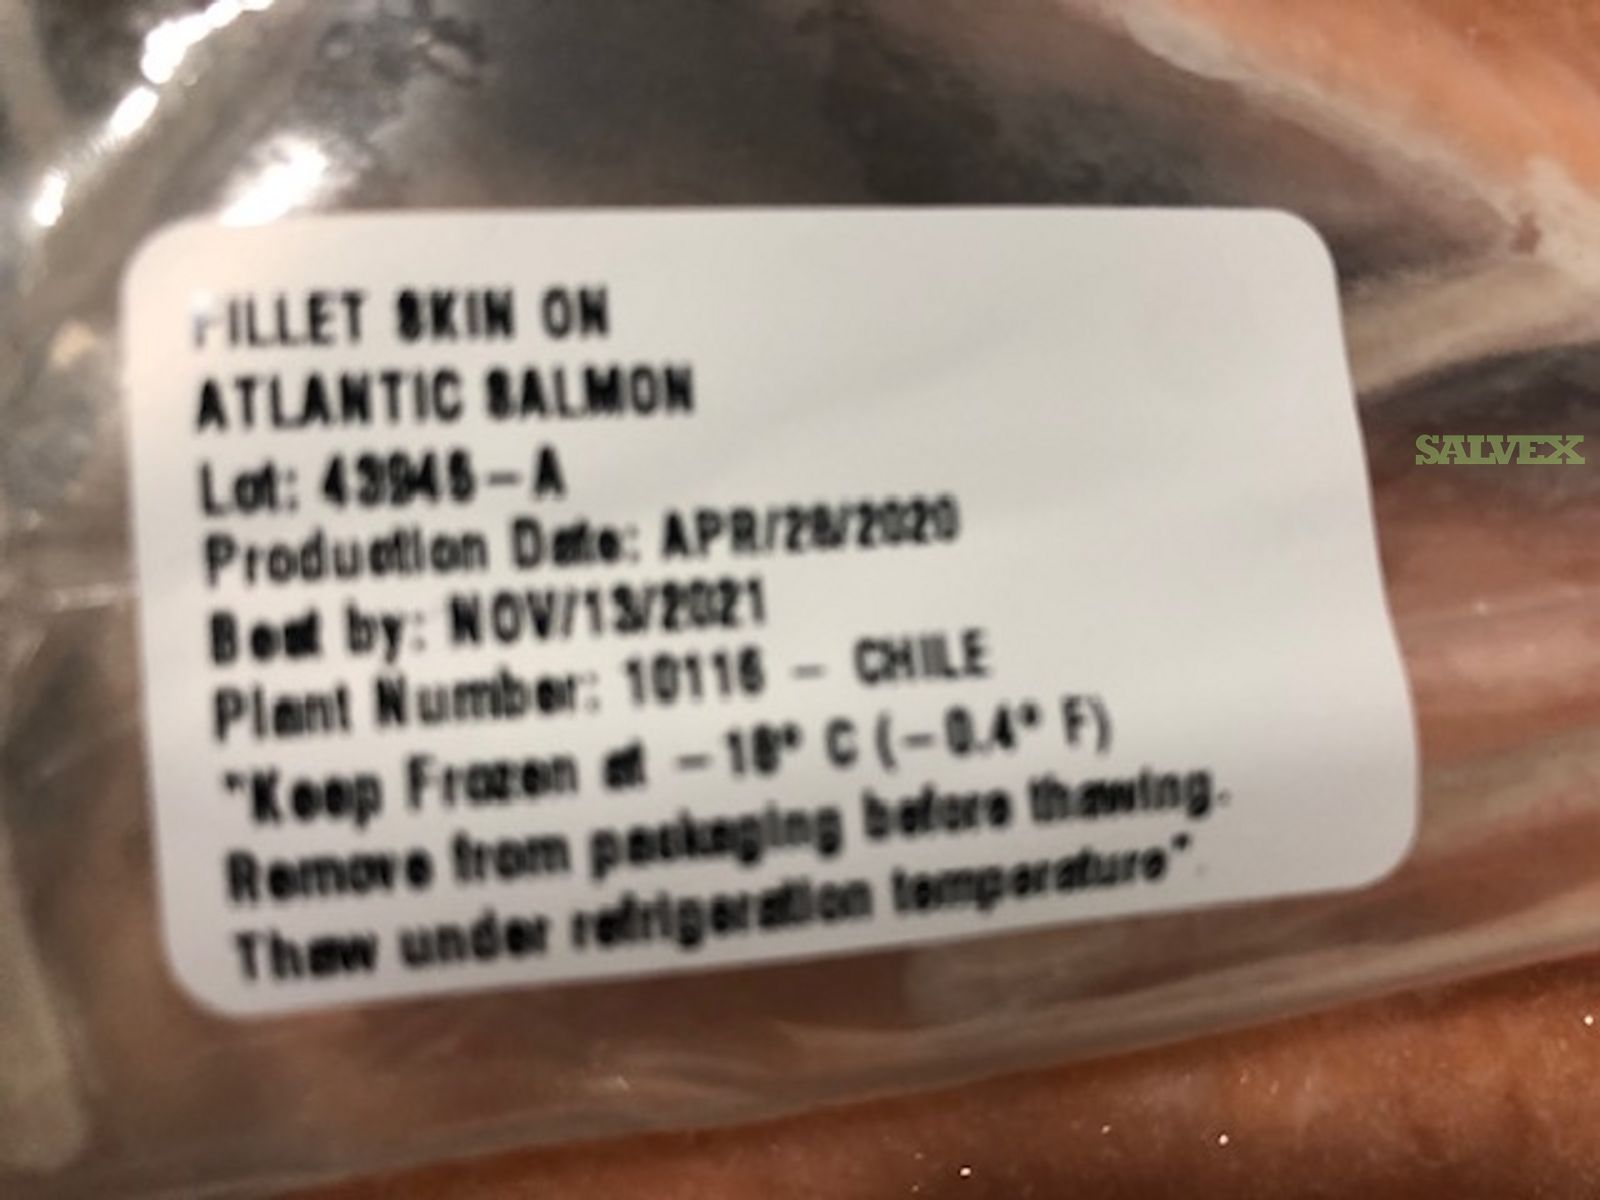 FILLET SKIN ON
ATLANTIC SALMON
Lot: 43945-A
Production Date: APR/28/2020
Best by: NOV/13/2021
Plant Number: 10116 - CHILE
"Keep Frozen at -18° C (-0.4° F)
Remove from packaging before thawing.
Thaw under refrigeration temperature".
SALVEX